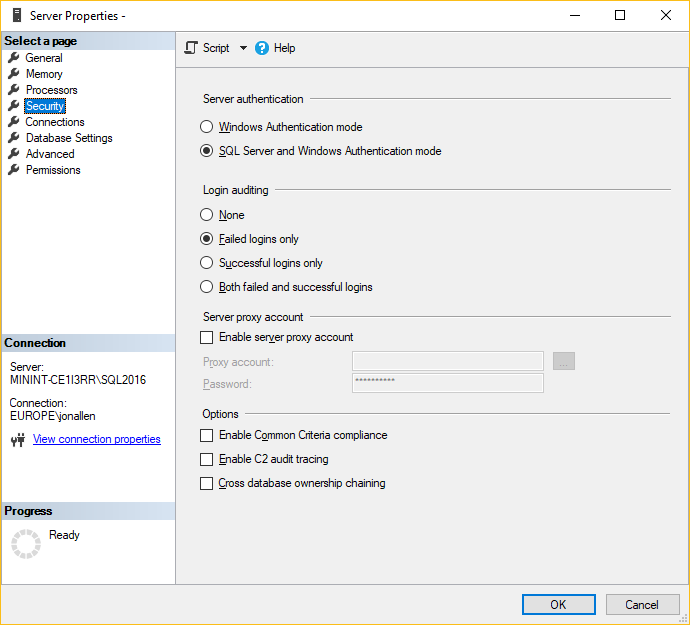 Server Properties -
Select a page
General
Memory
Processors
Security
Connections
Database Settings
Advanced
Permissions
Connection
Server:
MININT-CE1I3RR\SQL2016
Connection:
EUROPE\jonallen
View connection properties
Progress
Ready
Script
Help
Server authentication
Windows Authentication mode
SQL Server and Windows Authentication mode
Login auditing
None
Failed logins only
Successful logins only
Both failed and successful logins
Server proxy account
Enable server proxy account
Proxy account:
...
Password:
**********
Options
Enable Common Criteria compliance
Enable C2 audit tracing
Cross database ownership chaining
OK
Cancel